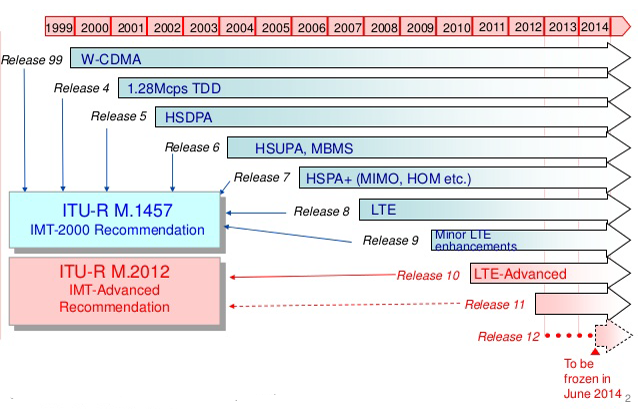 1999 2000 2001 2002 2003 2004 2005 2006 2007 2008 2009 2010 2011 2012 2013 2014
Release 99 W-CDMA
Release 4 1.28Mcps TDD
Release 5 HSDPA
Release 6 HSUPA, MBMS
Release 7 HSPA+ (MIMO, HOM etc.)
ITU-R M.1457
IMT-2000 Recommendation
Release 8 LTE
Release 9 Minor LTE
enhancements
ITU-R M.2012
IMT-Advanced
Recommendation
Release 10 LTE-Advanced
Release 11
Release 12
To be
frozen in
June 2014
2